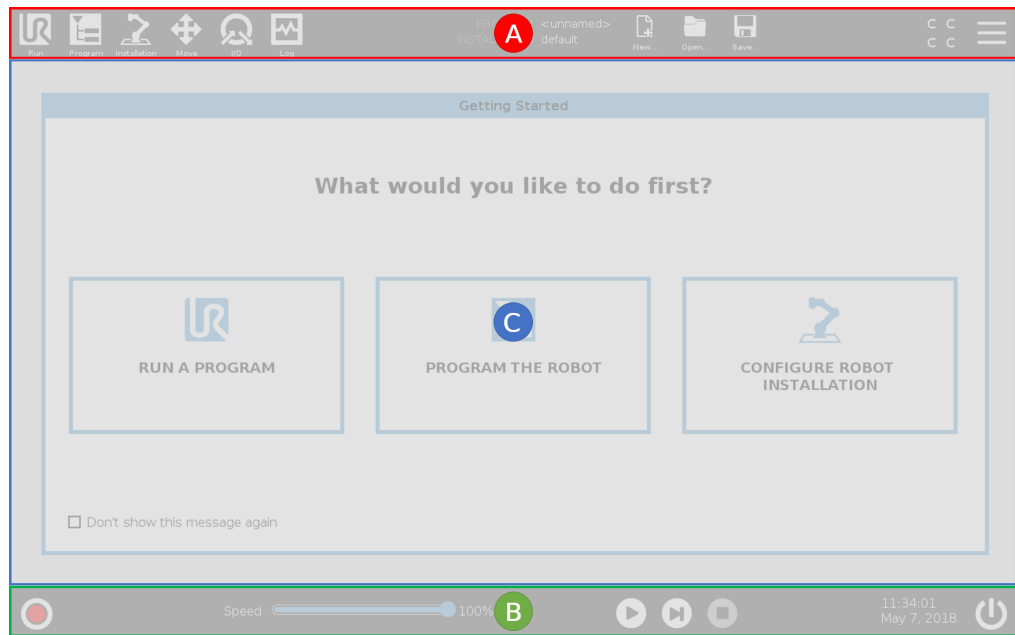 <unnamed>
default
Run
Program
Installation
Move
I/O
Log
A
New...
Open...
Save...
C C
C C
Getting Started
What would you like to do first?
C
RUN A PROGRAM
PROGRAM THE ROBOT
CONFIGURE ROBOT
INSTALLATION
Don't show this message again
Speed
100%
B
11:34:01
May 7, 2018